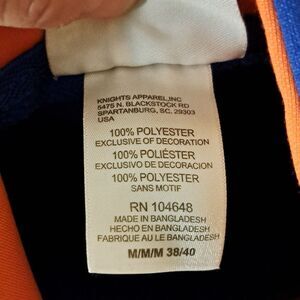 KNIGHTS APPAREL,INC
5475 N. BLACKSTOCK RD
SPARTANBURG, SC. 29303
USA
100% POLYESTER
EXCLUSIVE OF DECORATION
100% POLIÉSTER
EXCLUSIVO DE DECORACION
100% POLYESTER
SANS MOTIF
RN 104648
MADE IN BANGLADESH
HECHO EN BANGLADESH
FABRIQUE AU LE BANGLADESH
M/M/M 38/40